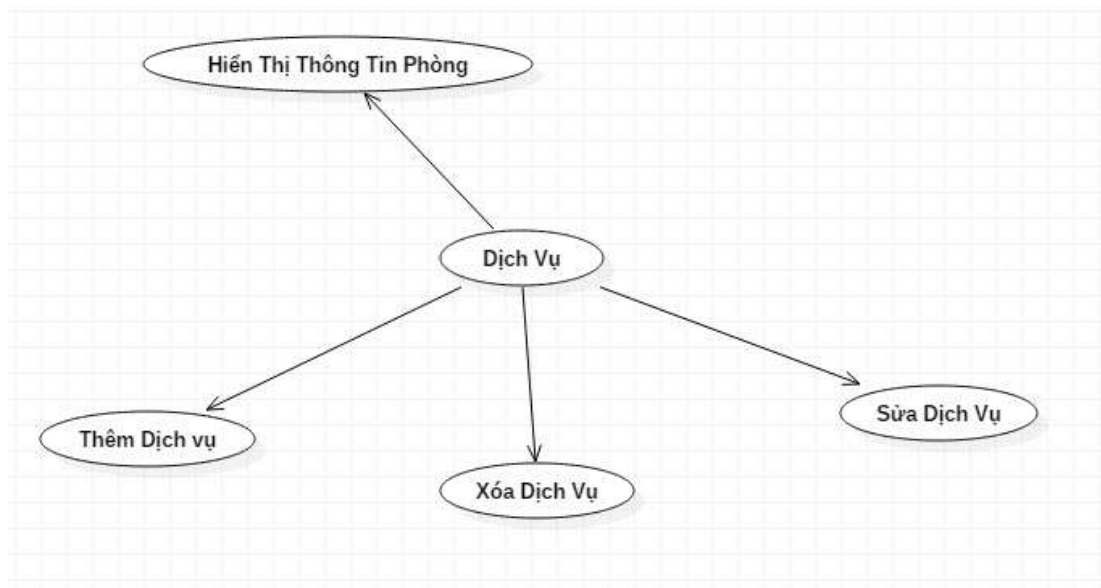 Hiển Thị Thông Tin Phòng
Dịch Vụ
Sửa Dịch Vụ
Thêm Dịch vụ
Xóa Dịch Vụ